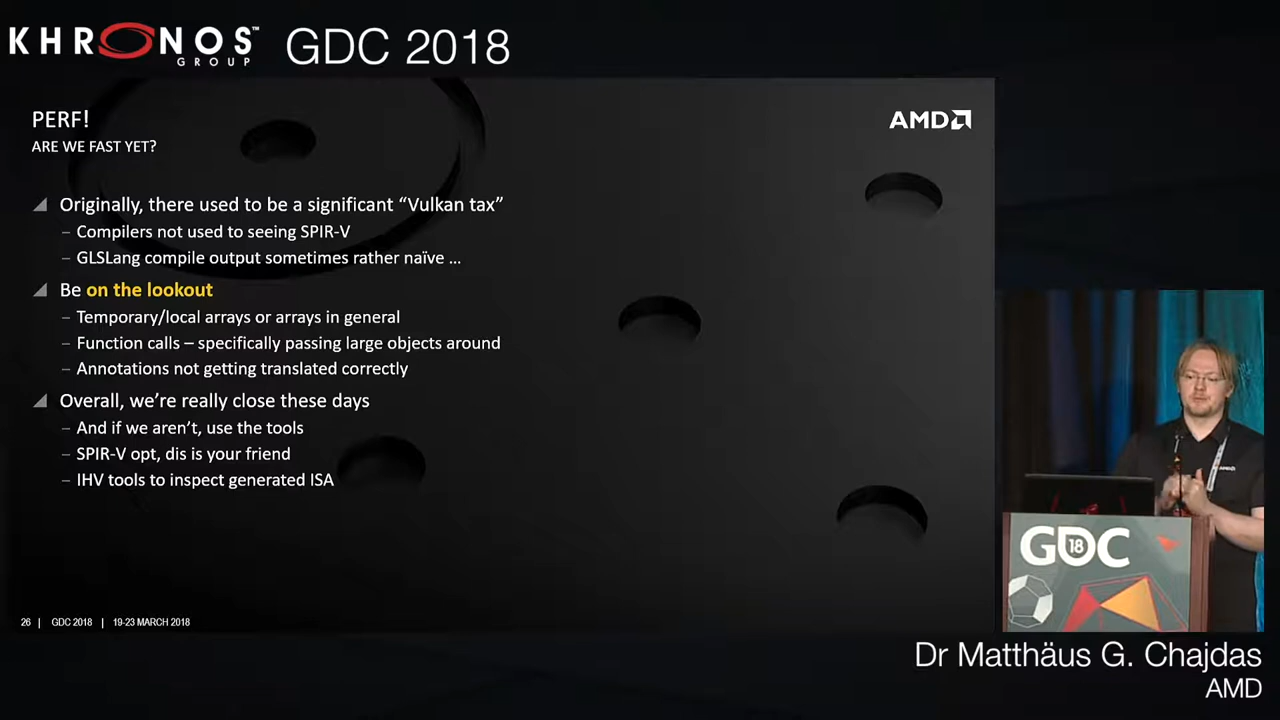 KHRONOS™
GROUP
GDC 2018
PERF!
ARE WE FAST YET?
AMD
Originally, there used to be a significant “Vulkan tax”
– Compilers not used to seeing SPIR-V
– GLSLang compile output sometimes rather naïve …
Be on the lookout
– Temporary/local arrays or arrays in general
– Function calls – specifically passing large objects around
– Annotations not getting translated correctly
Overall, we’re really close these days
– And if we aren’t, use the tools
– SPIR-V opt, dis is your friend
– IHV tools to inspect generated ISA
26 | GDC 2018 | 19-23 MARCH 2018
AMD
GDC
18
Dr Matthäus G. Chajdas
AMD